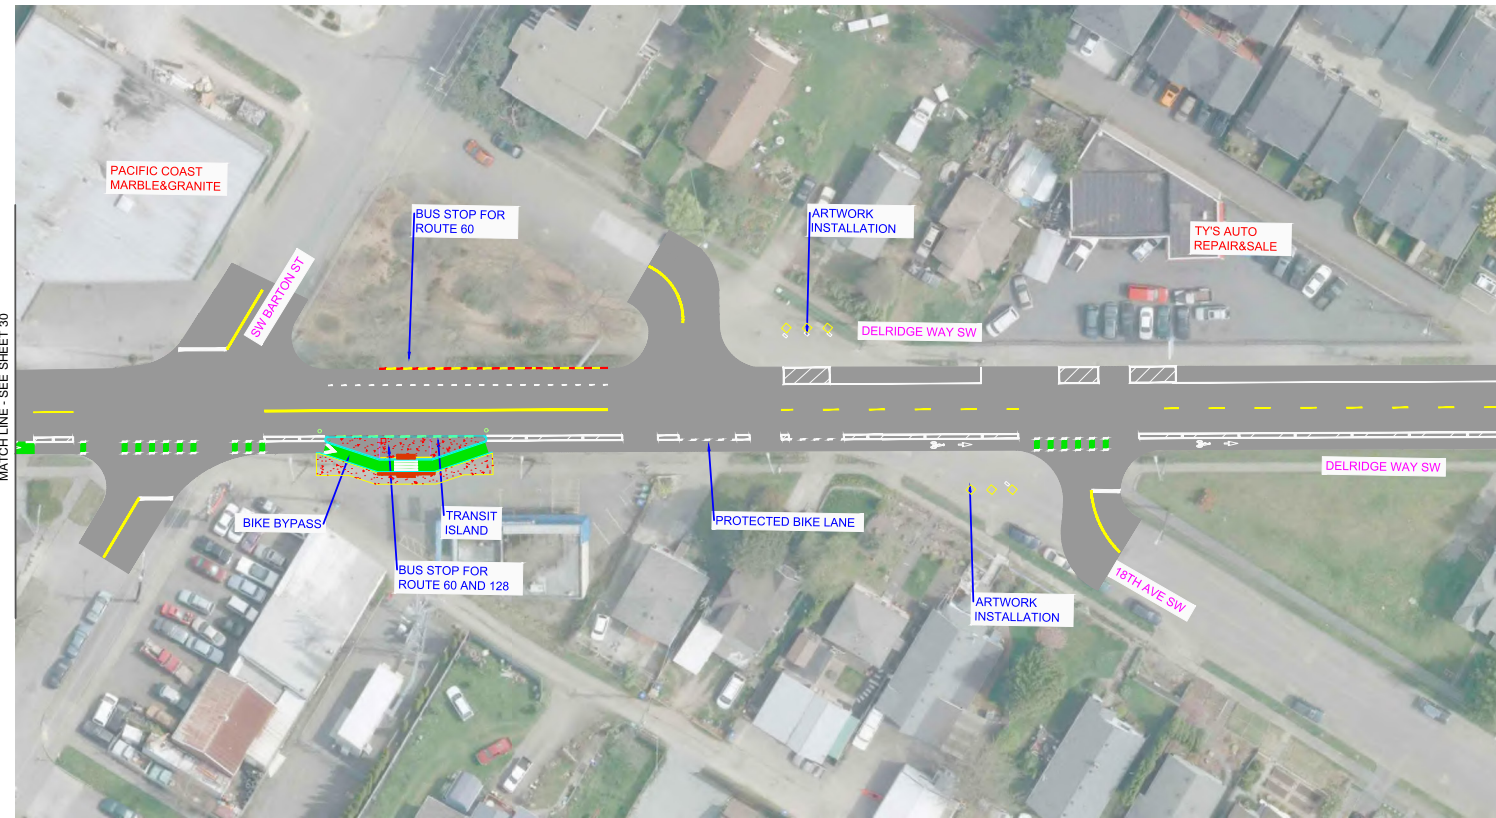 MATCH LINE - SEE SHEET 30
PACIFIC COAST
MARBLE&GRANITE
SW BARTON ST
BUS STOP FOR
ROUTE 60
ARTWORK
INSTALLATION
TY'S AUTO
REPAIR&SALE
DELRIDGE WAY SW
DELRIDGE WAY SW
BIKE BYPASS
TRANSIT
ISLAND
PROTECTED BIKE LANE
BUS STOP FOR
ROUTE 60 AND 128
ARTWORK
INSTALLATION
18TH AVE SW